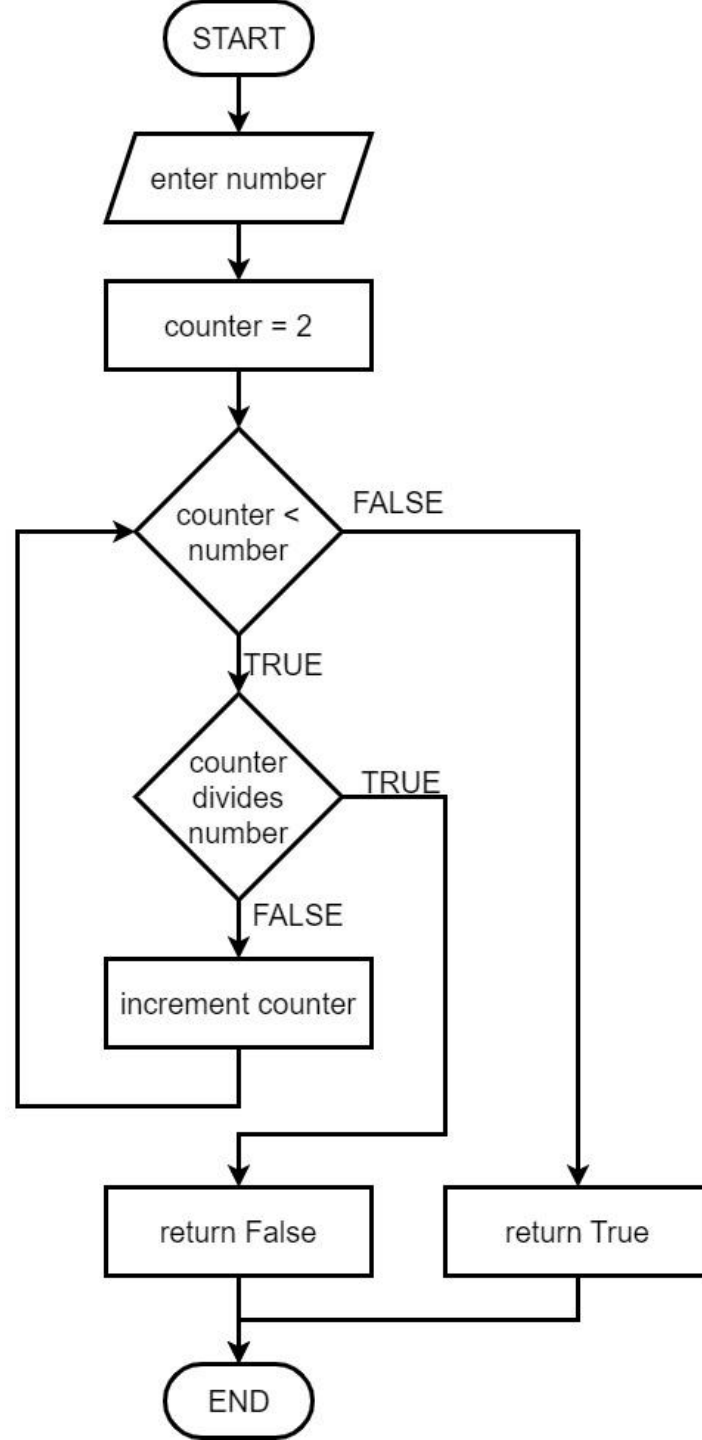 START
enter number
counter = 2
counter <
number
FALSE
TRUE
counter
divides
number
TRUE
FALSE
increment counter
return False
return True
END